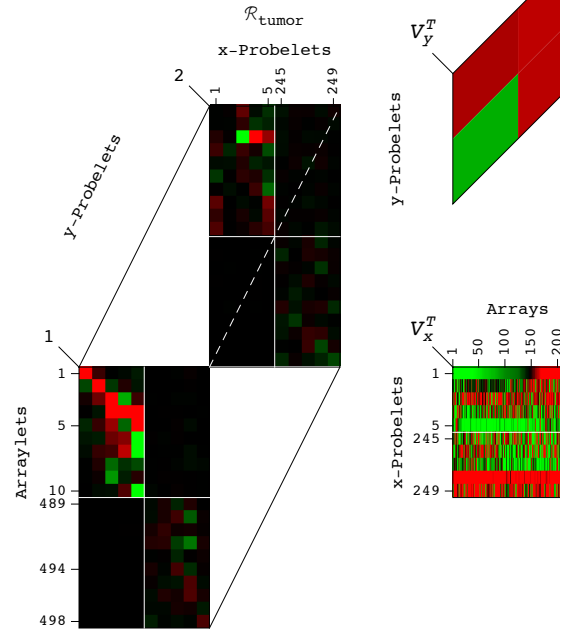 ℛtumor
x-Probelets
1 5 245 249
2
y-Probelets
1
Arraylets
1
5
10
489
494
498
V_y^T
y-Probelets
V_x^T
Arrays
1 50 100 150 200
x-Probelets
1
5
245
249